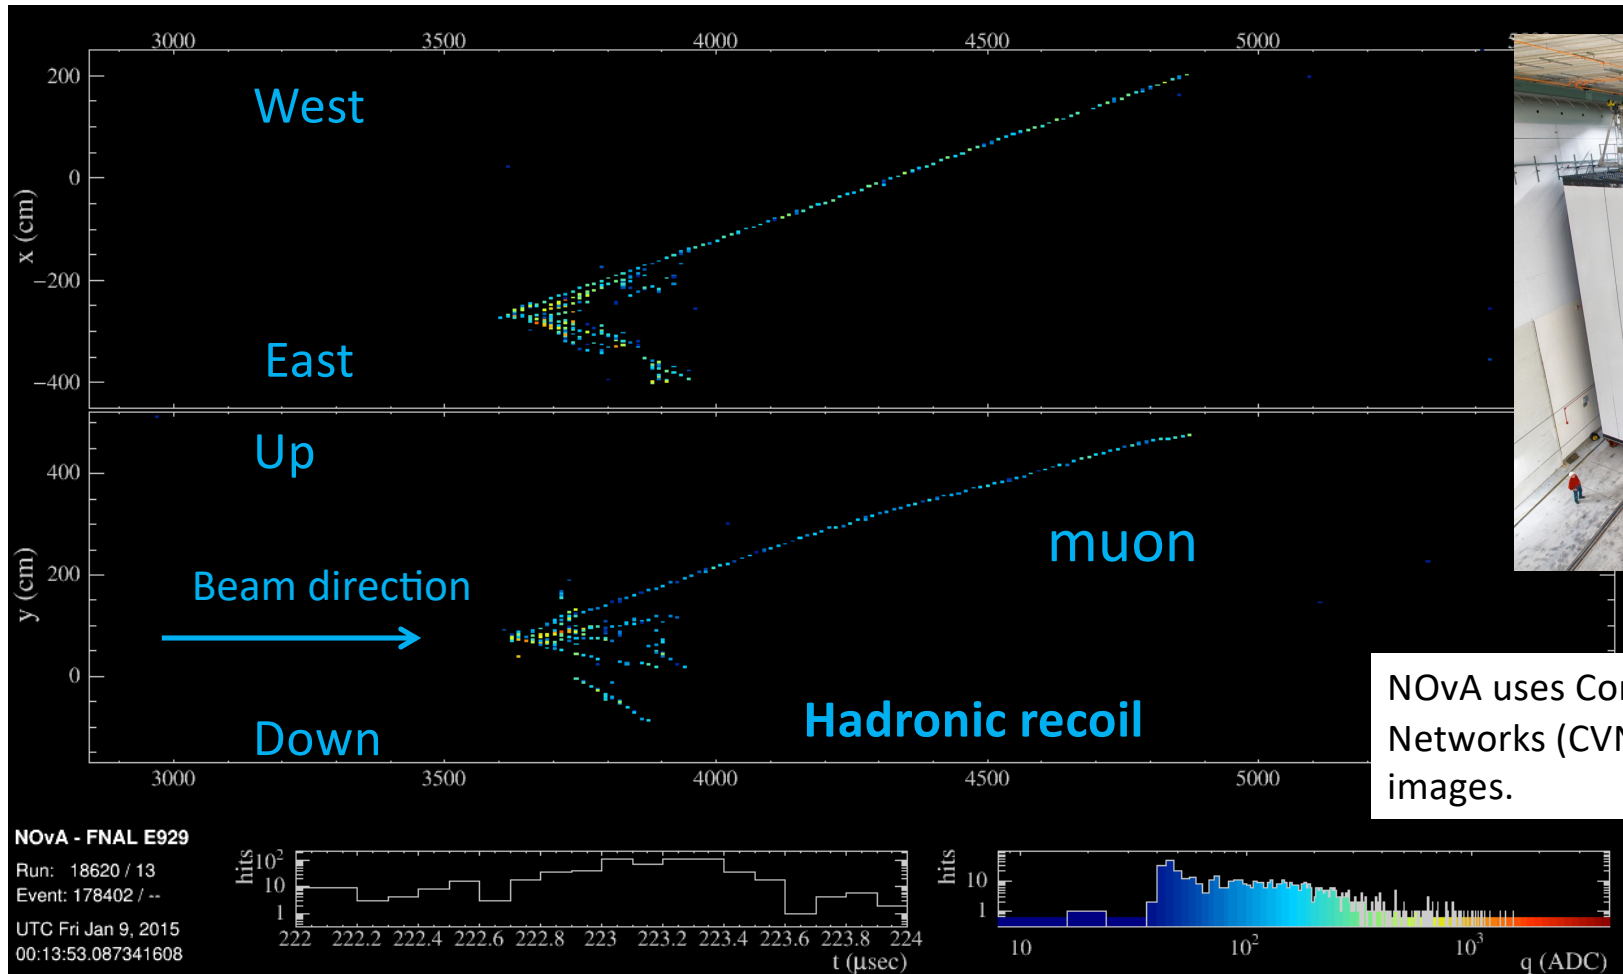 3000 3500 4000 4500 5000
200
0
−200
−400
x (cm)
West
East
400
200
0
y (cm)
Up
Beam direction
muon
Hadronic recoil
Down
3000 3500 4000 4500 5000
NOvA uses
Networks
images.
NOvA - FNAL E929
Run: 18620 / 13
Event: 178402 / --
UTC Fri Jan 9, 2015
00:13:53.087341608
hits
10²
10
1
222 222.2 222.4 222.6 222.8 223 223.2 223.4 223.6 223.8 224
t (μsec)
hits
10
1
10 10² 10³
q (ADC)